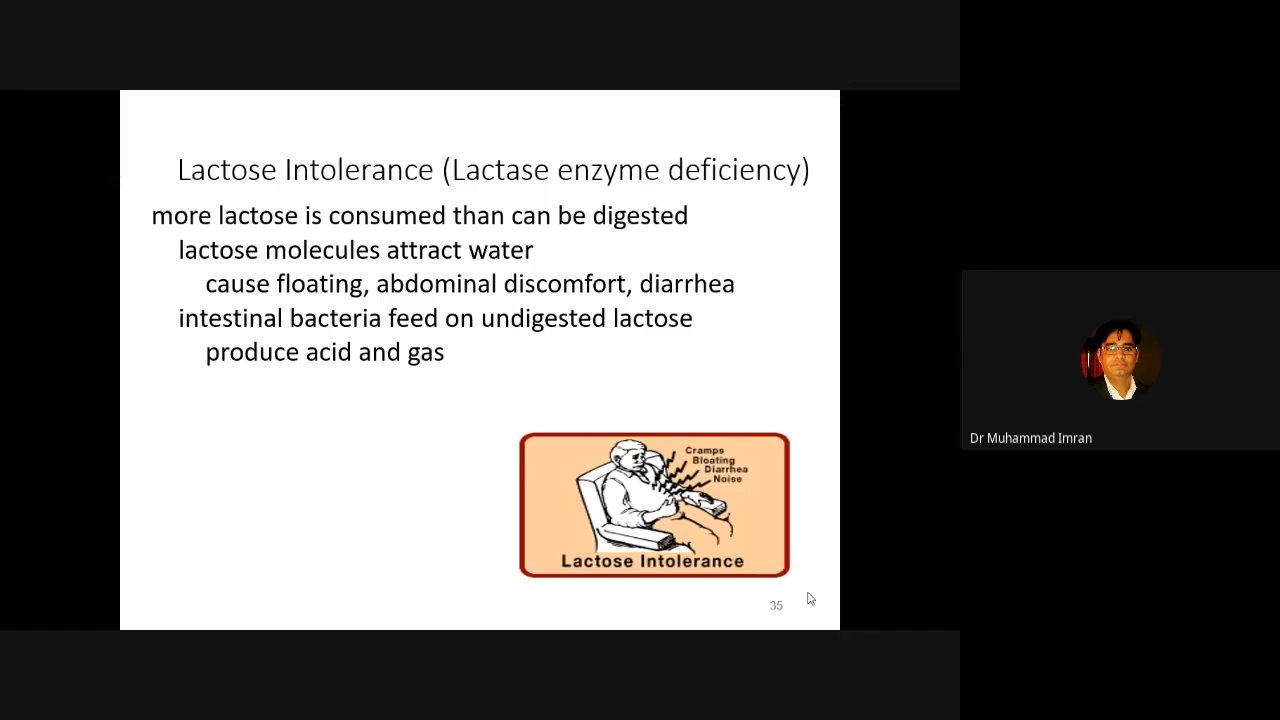 Lactose Intolerance (Lactase enzyme deficiency)
more lactose is consumed than can be digested
lactose molecules attract water
cause floating, abdominal discomfort, diarrhea
intestinal bacteria feed on undigested lactose
produce acid and gas
Cramps
Bloating
Diarrhea
Noise
Lactose Intolerance
35
Dr Muhammad Imran